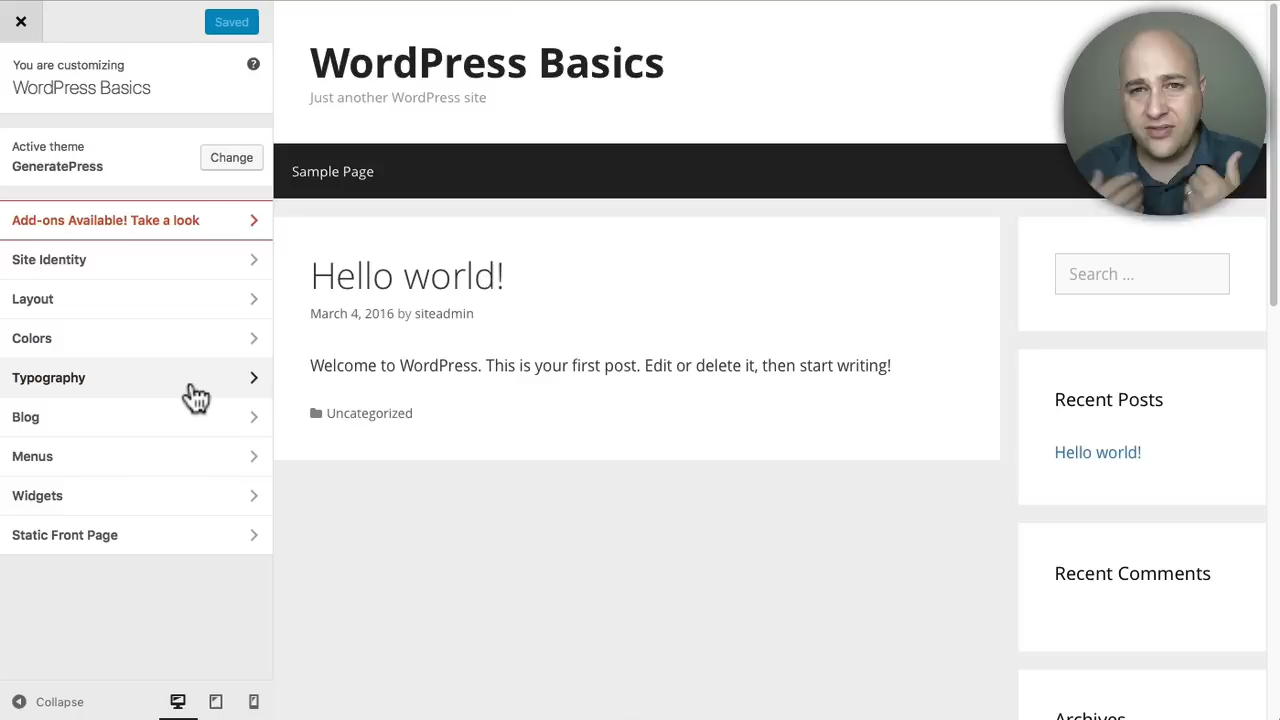 Saved
You are customizing
WordPress Basics
Active theme
GeneratePress
Change
Add-ons Available! Take a look
Site Identity
Layout
Colors
Typography
Blog
Menus
Widgets
Static Front Page
Collapse
WordPress Basics
Just another WordPress site
Sample Page
Hello world!
March 4, 2016 by siteadmin
Welcome to WordPress. This is your first post. Edit or delete it, then start writing!
Uncategorized
Search ...
Recent Posts
Hello world!
Recent Comments
Archives